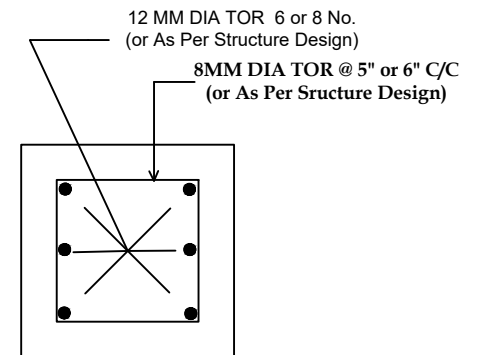 12 MM DIA TOR 6 or 8 No.
(or As Per Structure Design)
8MM DIA TOR @ 5" or 6" C/C
(or As Per Sructure Design)